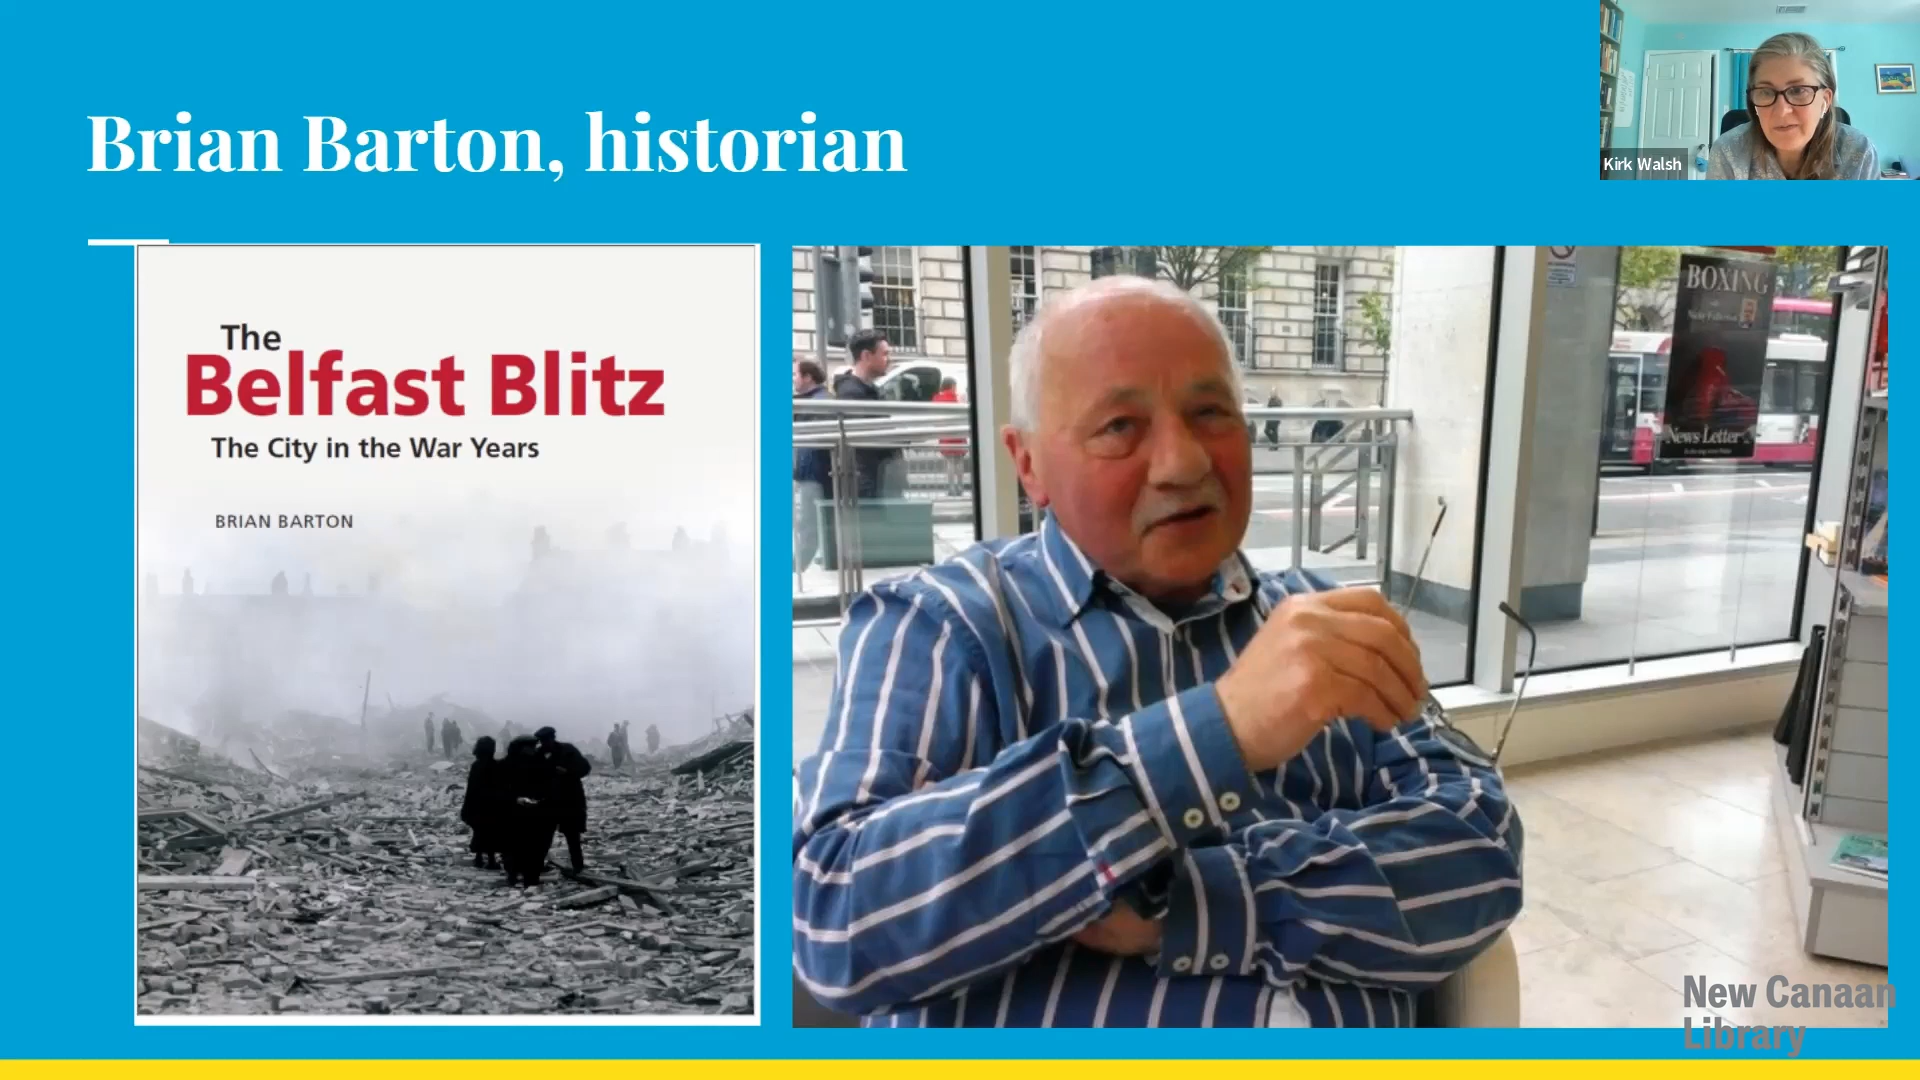 Brian Barton, historian
Kirk Walsh
The
Belfast Blitz
The City in the War Years
BRIAN BARTON
BOXING
News Letter
New Canaan
Library